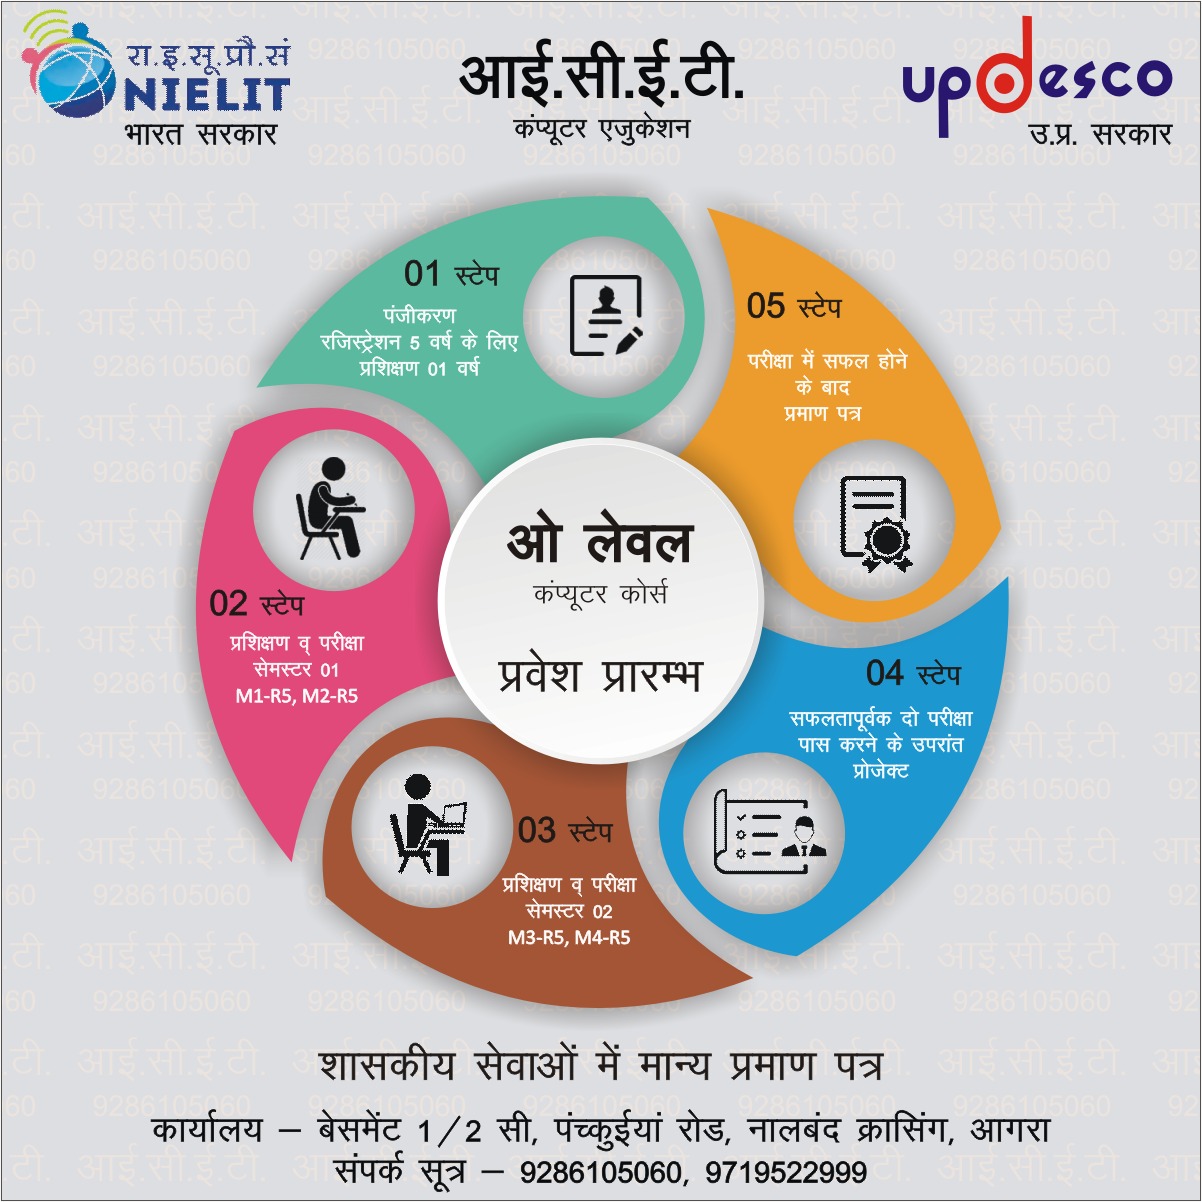 रा.इ.सू.प्रौ.सं
NIELIT
भारत सरकार
आई.सी.ई.टी.
कंप्यूटर एजुकेशन
updesco
उ.प्र. सरकार
01 स्टेप
पंजीकरण
रजिस्ट्रेशन 5 वर्ष के लिए
प्रशिक्षण 01 वर्ष
02 स्टेप
प्रशिक्षण व् परीक्षा
सेमस्टर 01
M1-R5, M2-R5
03 स्टेप
प्रशिक्षण व् परीक्षा
सेमस्टर 02
M3-R5, M4-R5
04 स्टेप
सफलतापूर्वक दो परीक्षा
पास करने के उपरांत
प्रोजेक्ट
05 स्टेप
परीक्षा में सफल होने
के बाद
प्रमाण पत्र
ओ लेवल
कंप्यूटर कोर्स
प्रवेश प्रारम्भ
शासकीय सेवाओं में मान्य प्रमाण पत्र
कार्यालय – बेसमेंट 1/2 सी, पंच्कुईयां रोड, नालबंद क्रासिंग, आगरा
संपर्क सूत्र – 9286105060, 9719522999